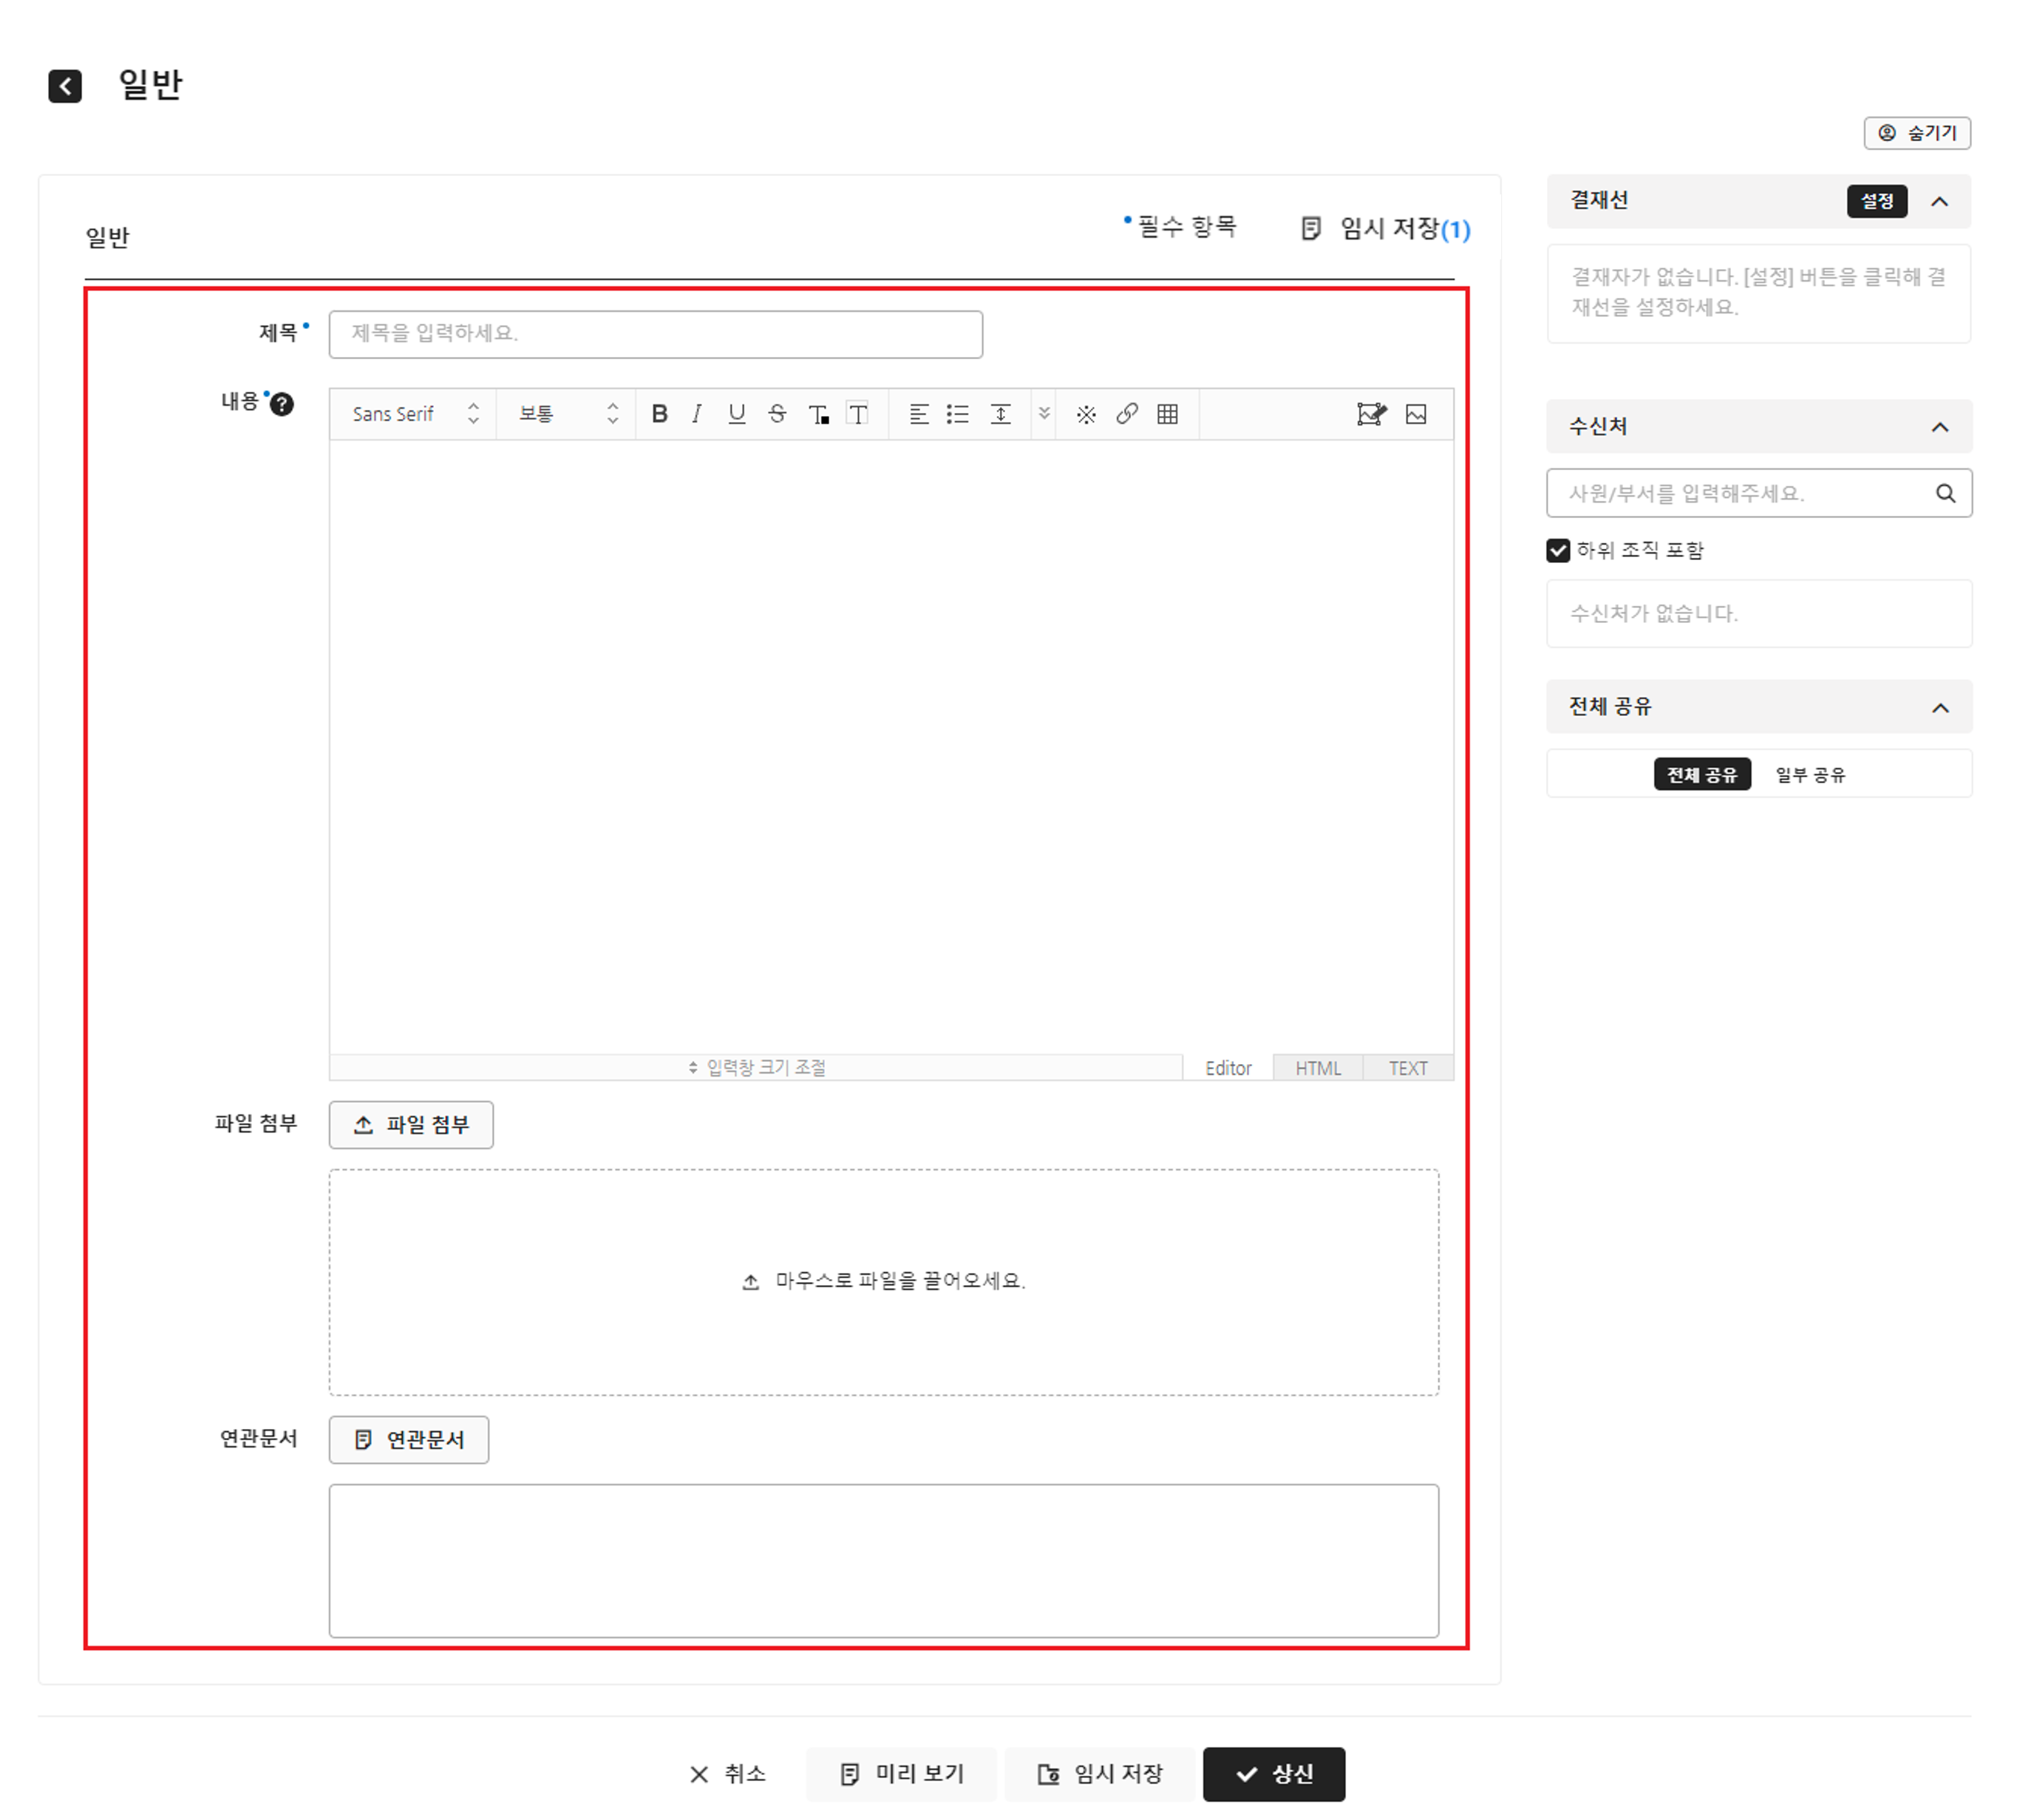 일반
숨기기
일반
필수 항목
임시 저장(1)
제목
제목을 입력하세요.
내용
Sans Serif
보통
입력창 크기 조절
Editor
HTML
TEXT
파일 첨부
파일 첨부
마우스로 파일을 끌어오세요.
연관문서
연관문서
결재선
설정
결재자가 없습니다. [설정] 버튼을 클릭해 결
재선을 설정하세요.
수신처
사원/부서를 입력해주세요.
하위 조직 포함
수신처가 없습니다.
전체 공유
전체 공유
일부 공유
취소
미리 보기
임시 저장
상신